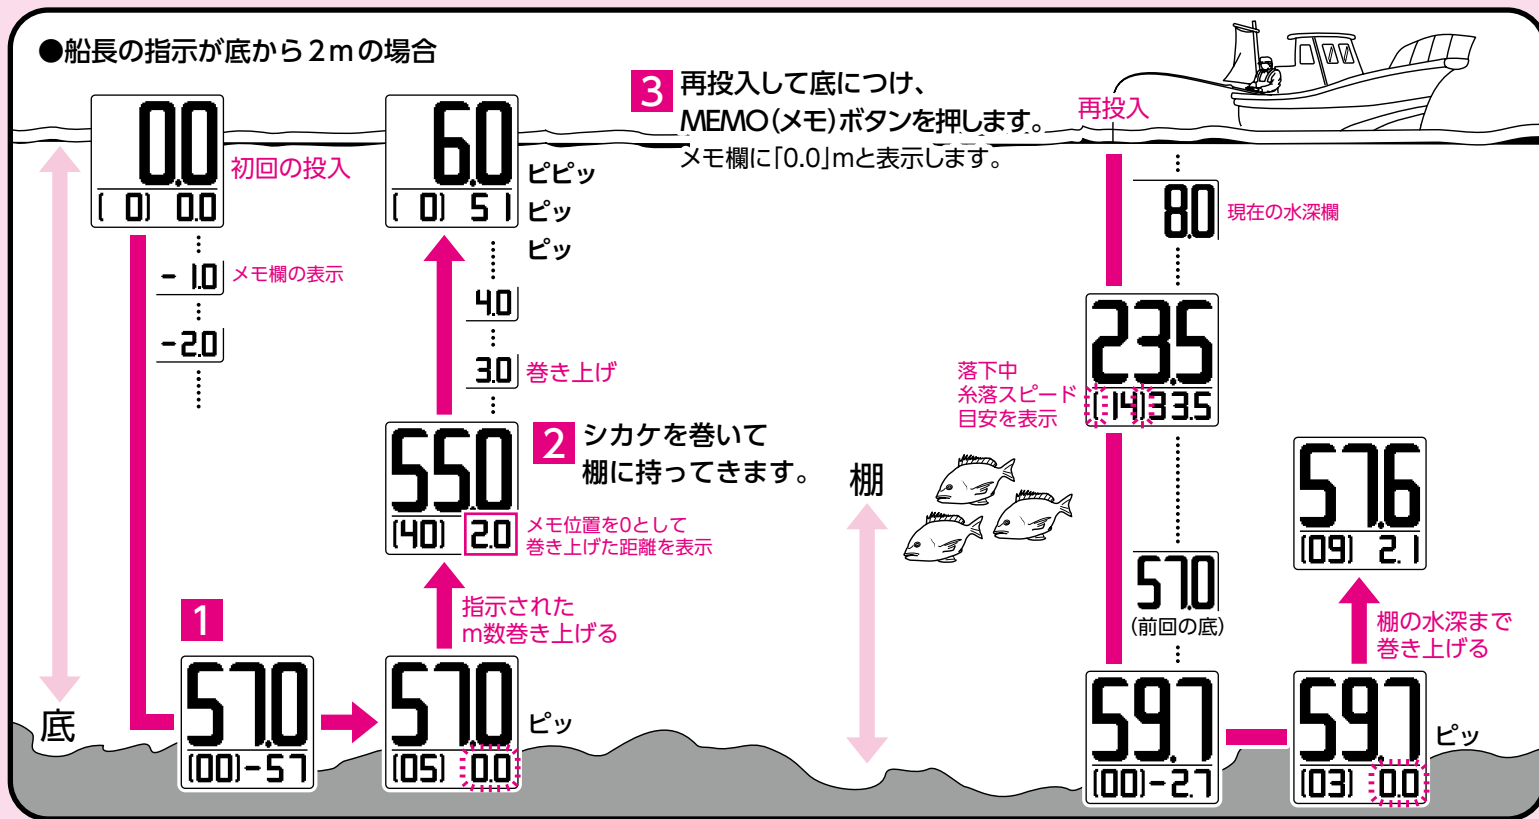 ●船長の指示が底から2mの場合
0.0
( 0) 0.0
初回の投入
- 1.0
メモ欄の表示
-2.0
底
1
57.0
(00)-57
57.0
(05) 0.0
ピッ
指示された
m数巻き上げる
55.0
(40) 2.0
メモ位置を0として
巻き上げた距離を表示
2
シカケを巻いて
棚に持ってきます。
3.0
巻き上げ
4.0
6.0
( 0) 51
ピピッ
ピッ
ピッ
3
再投入して底につけ、
MEMO(メモ)ボタンを押します。
メモ欄に「0.0」mと表示します。
再投入
8.0
現在の水深欄
23.5
( 14)33.5
落下中
糸落スピード
目安を表示
棚
57.0
(前回の底)
59.7
(00)-2.7
59.7
(03) 0.0
ピッ
棚の水深まで
巻き上げる
57.6
(09) 2.1